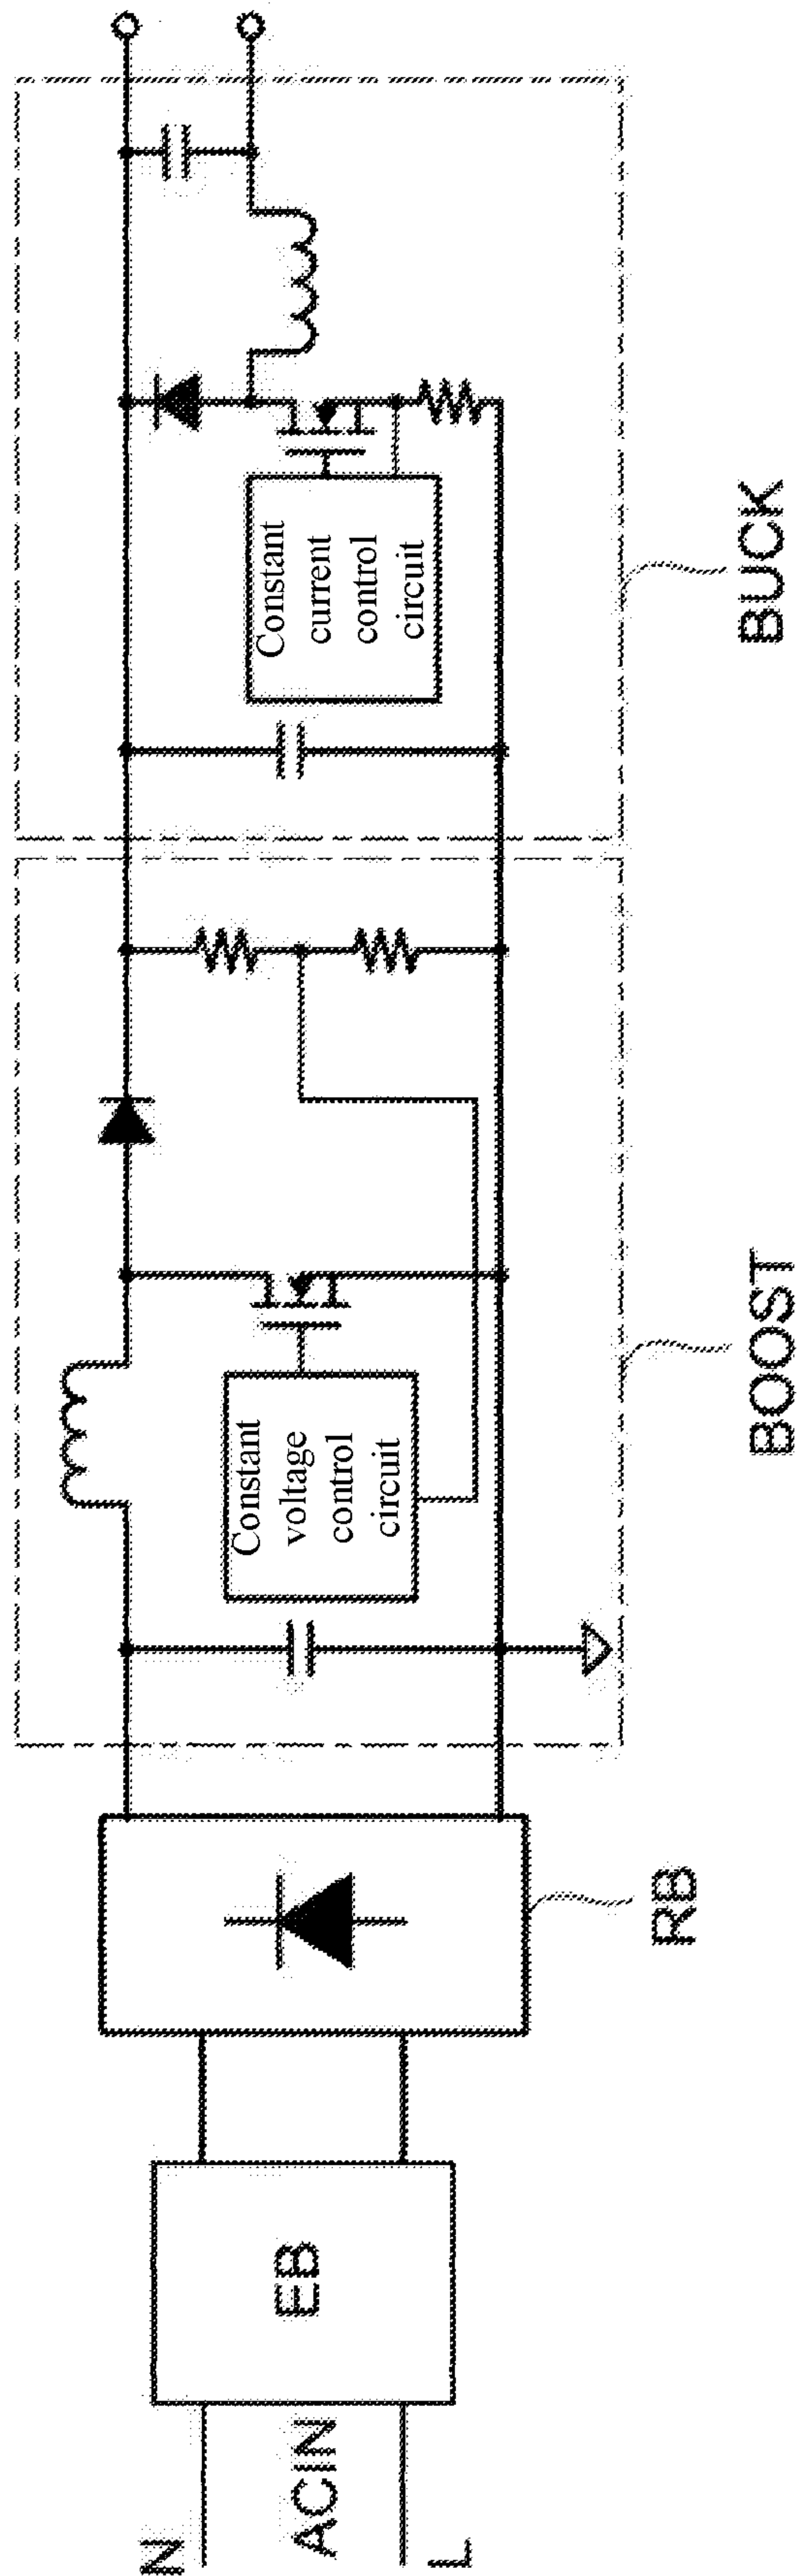 N
ACIN
L
EB
RB
Constant
voltage
control
circuit
BOOST
Constant
current
control
circuit
BUCK